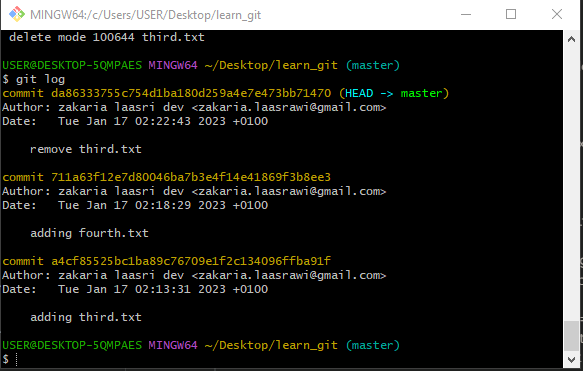 MINGW64:/c/Users/USER/Desktop/learn_git
delete mode 100644 third.txt
USER@DESKTOP-5QMPAES MINGW64 ~/Desktop/learn_git (master)
$ git log
commit da86333755c754d1ba180d259a4e7e473bb71470 (HEAD -> master)
Author: zakaria laasri dev <zakaria.laasrawi@gmail.com>
Date:   Tue Jan 17 02:22:43 2023 +0100
remove third.txt
commit 711a63f12e7d80046ba7b3e4f14e41869f3b8ee3
Author: zakaria laasri dev <zakaria.laasrawi@gmail.com>
Date:   Tue Jan 17 02:18:29 2023 +0100
adding fourth.txt
commit a4cf85525bc1ba89c76709e1f2c134096ffba91f
Author: zakaria laasri dev <zakaria.laasrawi@gmail.com>
Date:   Tue Jan 17 02:13:31 2023 +0100
adding third.txt
USER@DESKTOP-5QMPAES MINGW64 ~/Desktop/learn_git (master)
$